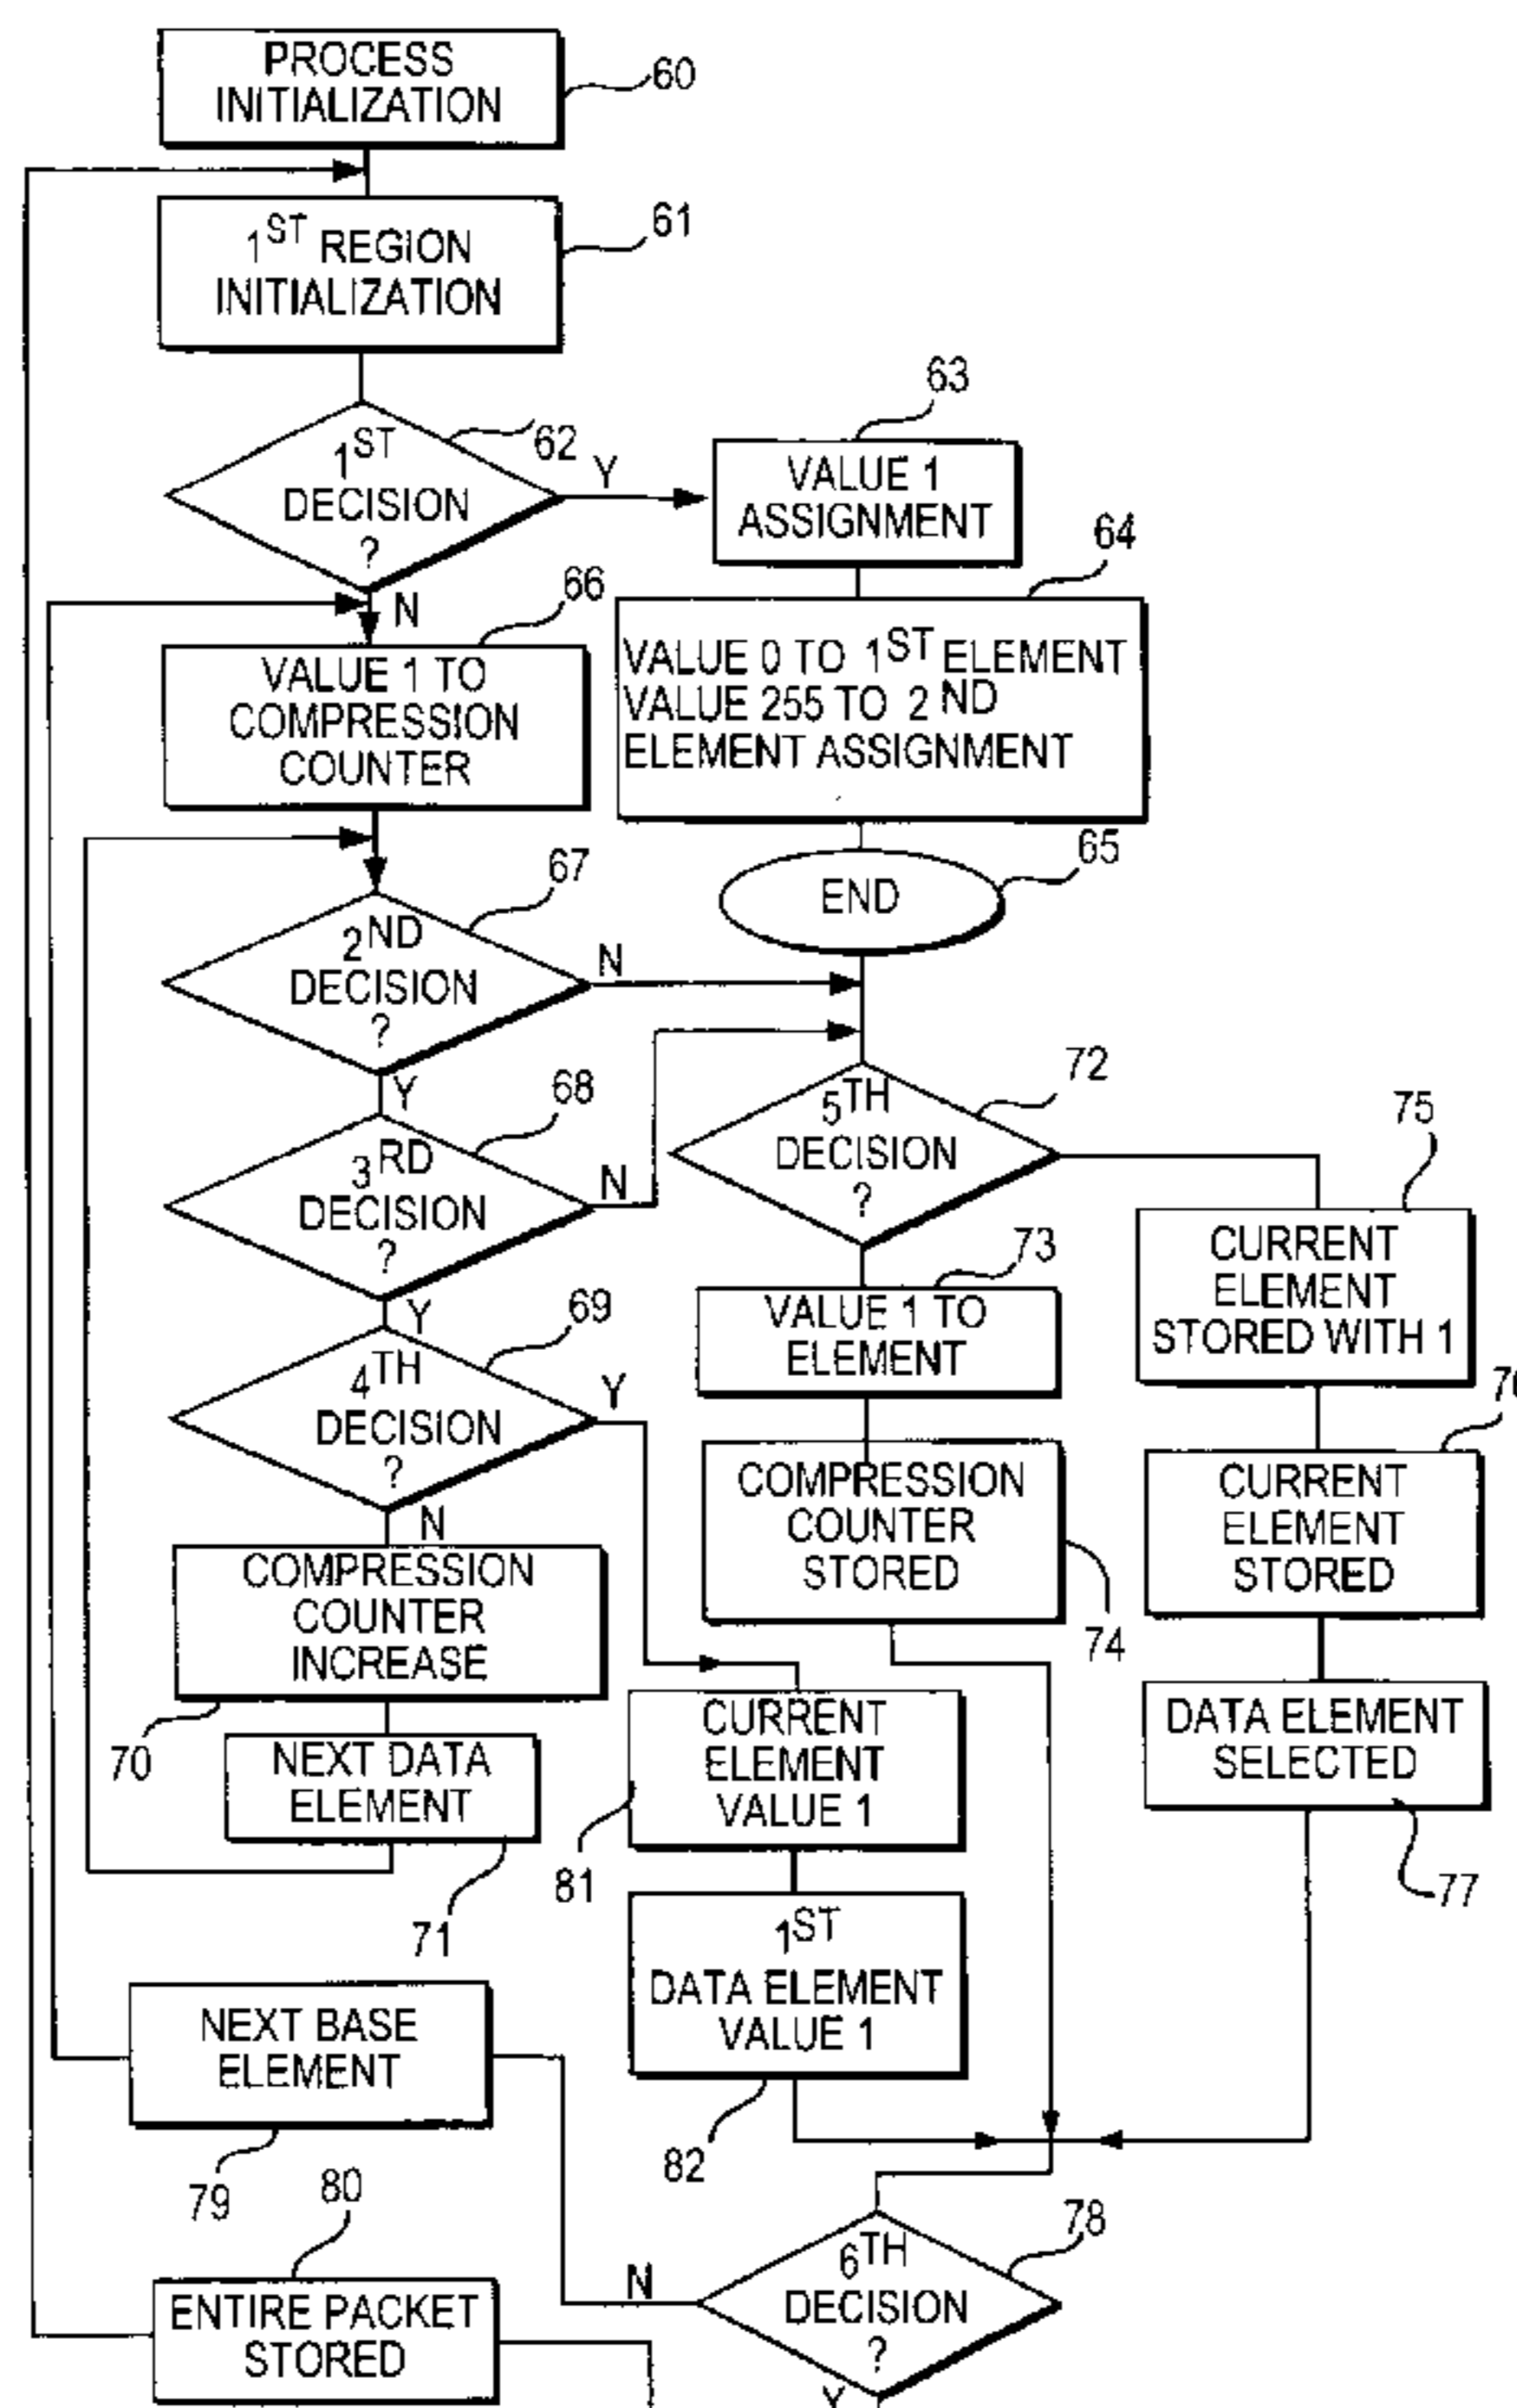 PROCESS
INITIALIZATION
60
1ST REGION
INITIALIZATION
61
1ST
DECISION
?
62
Y
N
63
VALUE 1
ASSIGNMENT
64
VALUE 0 TO 1ST ELEMENT
VALUE 255 TO 2ND
ELEMENT ASSIGNMENT
65
END
66
VALUE 1 TO
COMPRESSION
COUNTER
67
2ND
DECISION
?
N
Y
68
3RD
DECISION
?
N
Y
69
4TH
DECISION
?
Y
N
COMPRESSION
COUNTER
INCREASE
70
NEXT DATA
ELEMENT
71
72
5TH
DECISION
?
73
VALUE 1 TO
ELEMENT
COMPRESSION
COUNTER
STORED
74
75
CURRENT
ELEMENT
STORED WITH 1
CURRENT
ELEMENT
STORED
DATA ELEMENT
SELECTED
77
CURRENT
ELEMENT
VALUE 1
81
1ST
DATA ELEMENT
VALUE 1
82
NEXT BASE
ELEMENT
79
80
ENTIRE PACKET
STORED
78
6TH
DECISION
?
N
Y